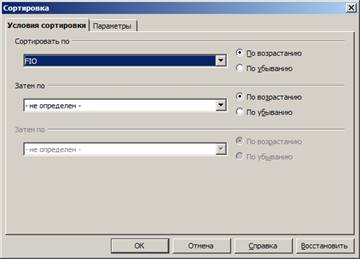 Сортировка
Условия сортировки Параметры
Сортировать по
FIO
По возрастанию
По убыванию
Затем по
- не определен -
По возрастанию
По убыванию
Затем по
- не определен -
По возрастанию
По убыванию
OK Отмена Справка Восстановить